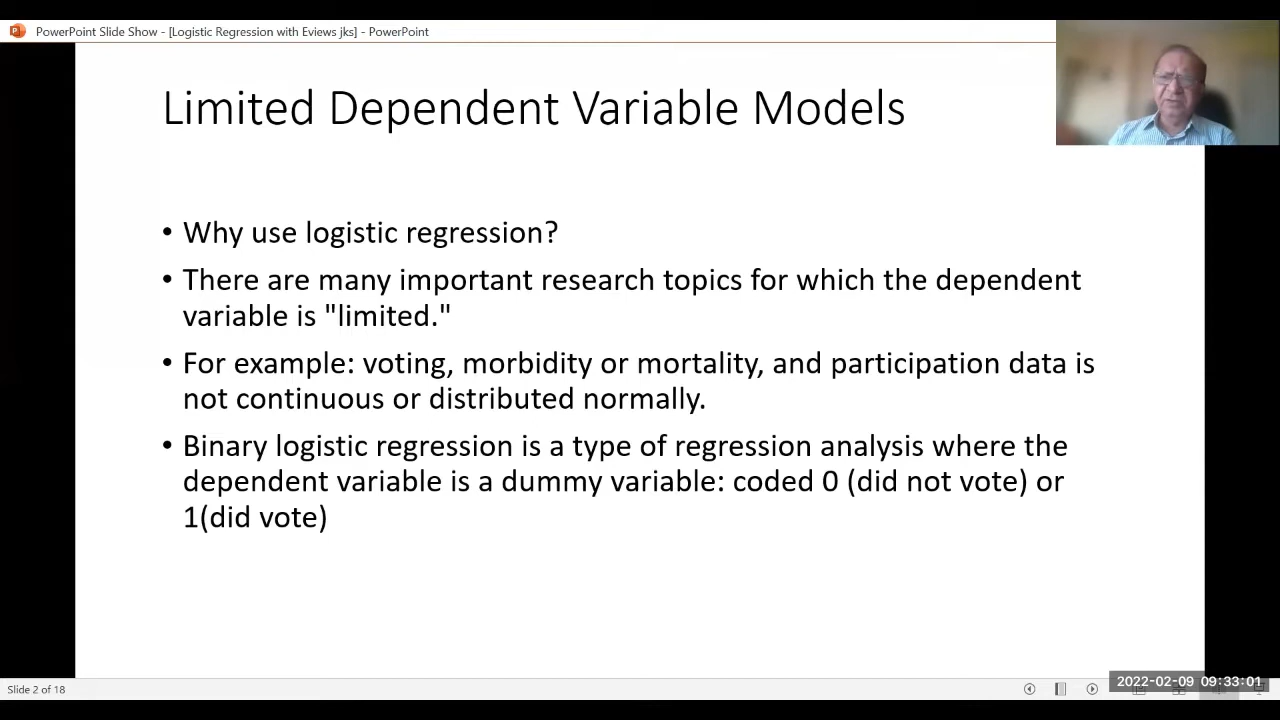 PowerPoint Slide Show - [Logistic Regression with Eviews jks] - PowerPoint
Limited Dependent Variable Models
• Why use logistic regression?
• There are many important research topics for which the dependent
variable is "limited."
• For example: voting, morbidity or mortality, and participation data is
not continuous or distributed normally.
• Binary logistic regression is a type of regression analysis where the
dependent variable is a dummy variable: coded 0 (did not vote) or
1(did vote)
Slide 2 of 18
2022-02-09 09:33:01